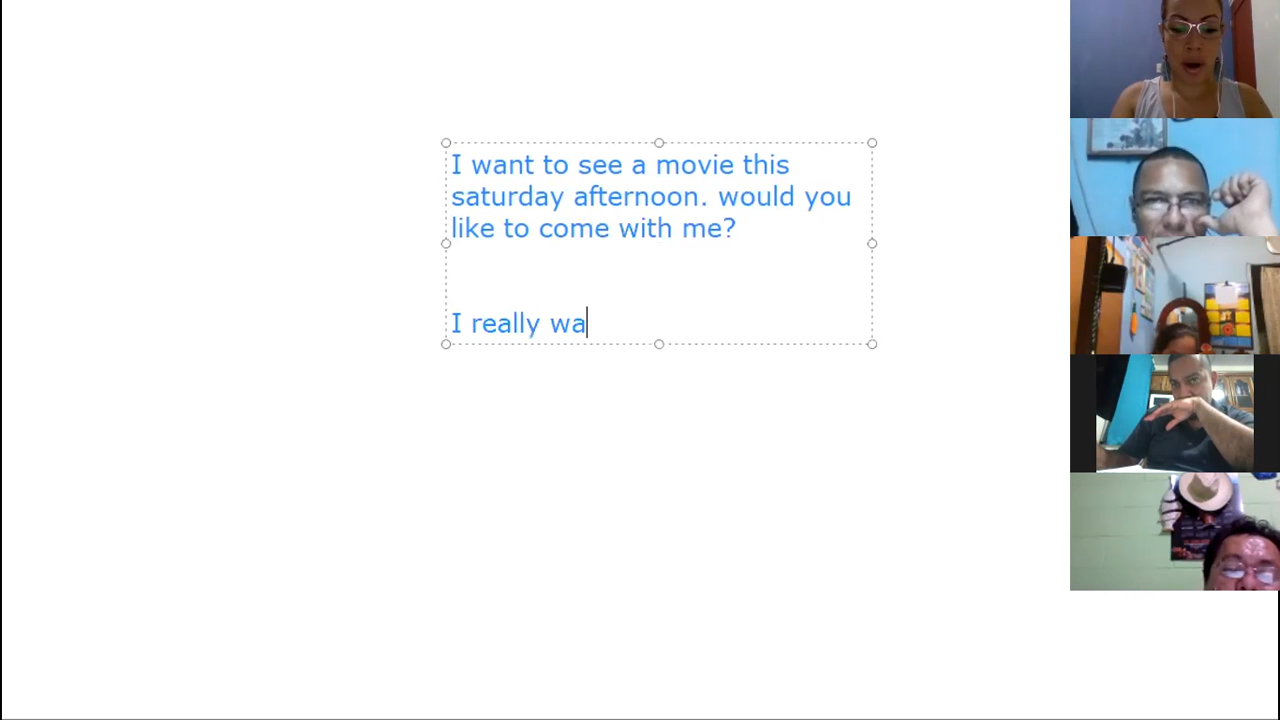 I want to see a movie this
saturday afternoon. would you
like to come with me?
I really wa